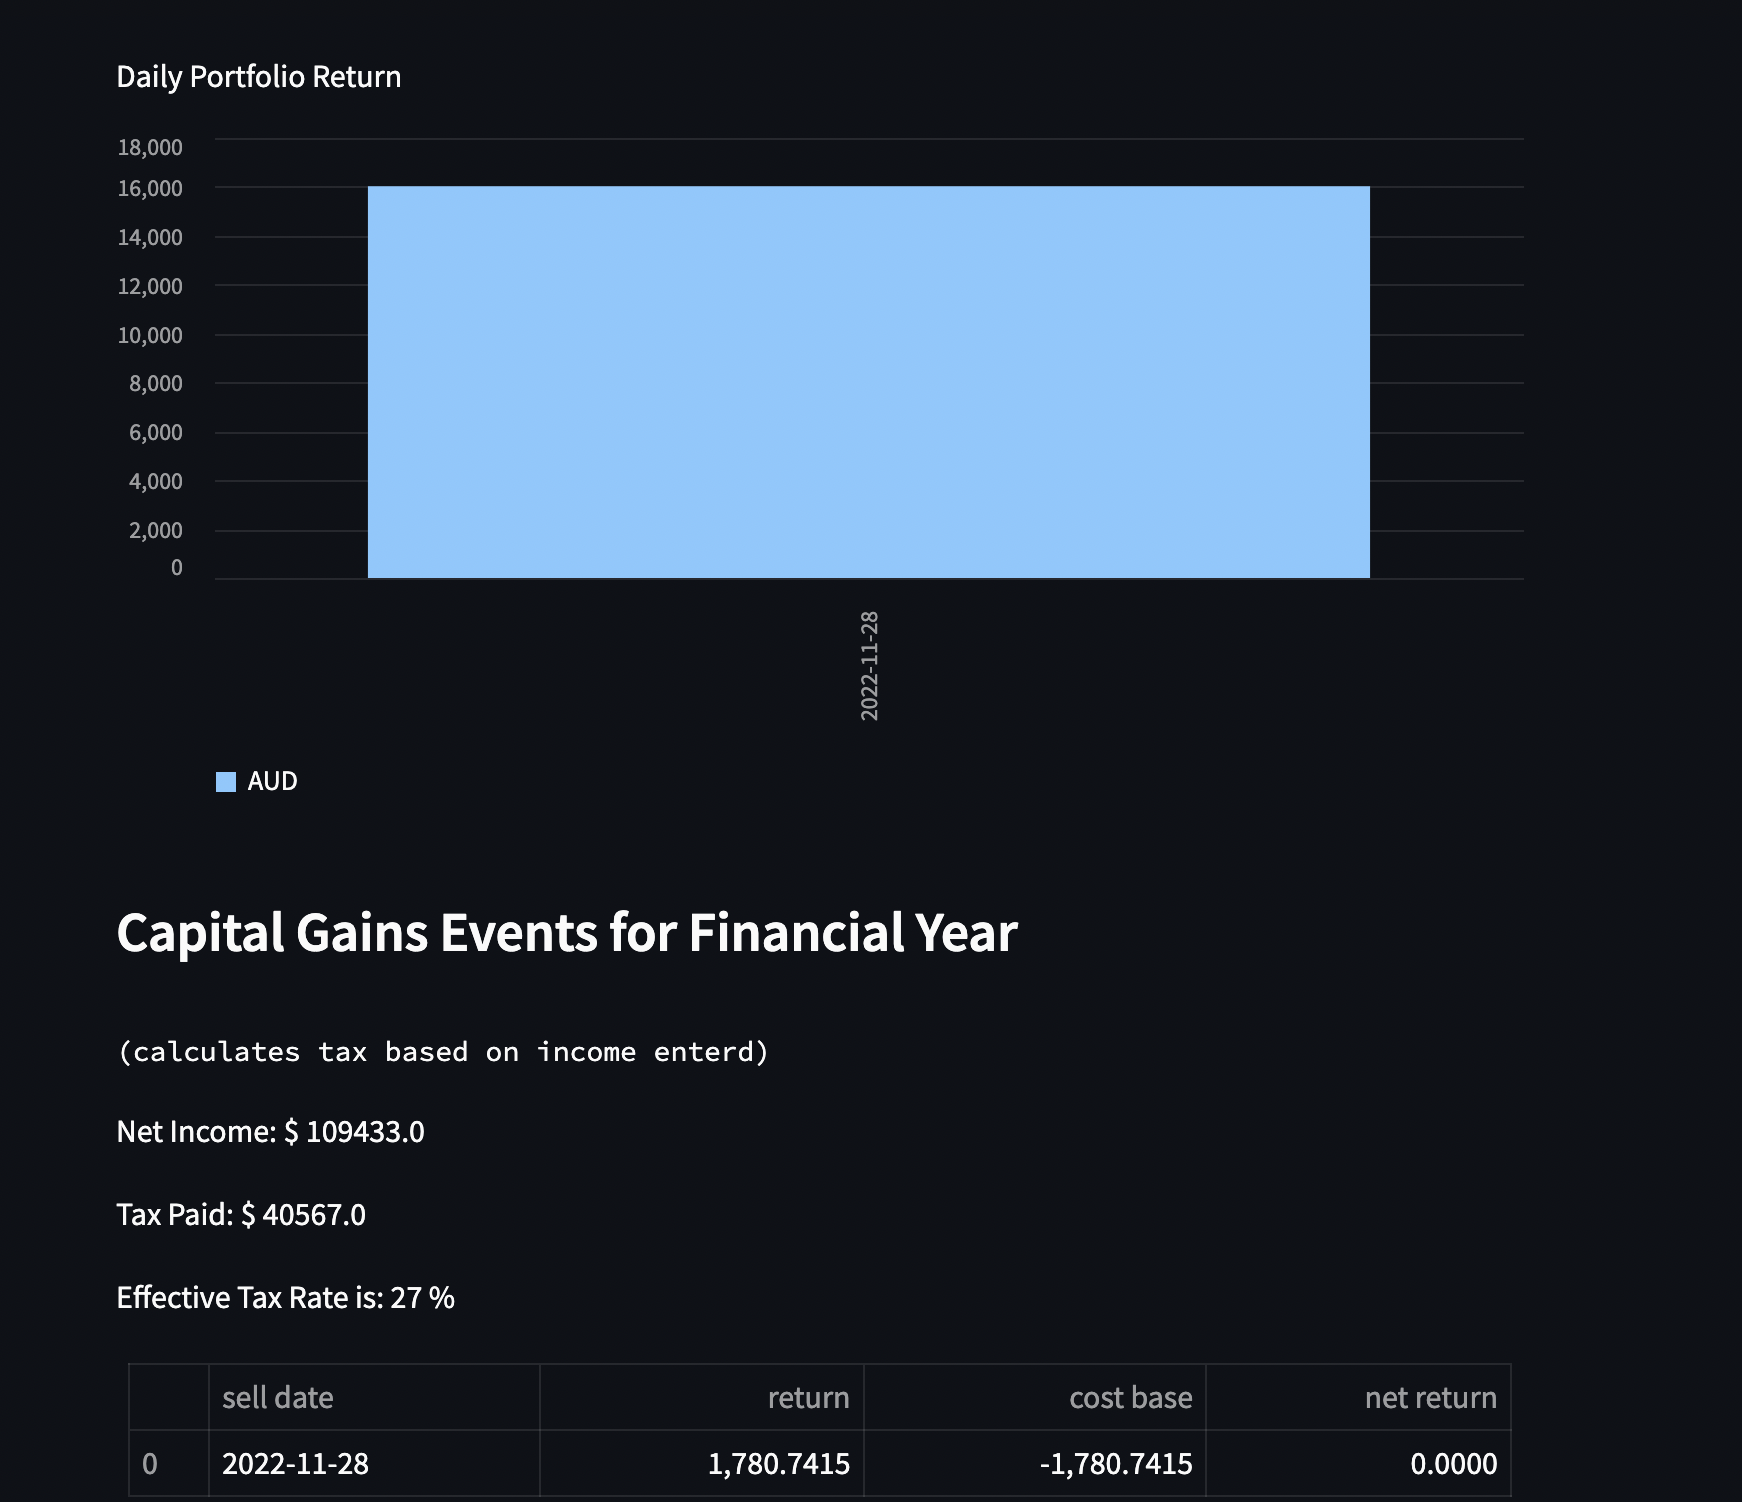 Daily Portfolio Return
18,000
16,000
14,000
12,000
10,000
8,000
6,000
4,000
2,000
0
2022-11-28
AUD
Capital Gains Events for Financial Year
(calculates tax based on income enterd)
Net Income: $ 109433.0
Tax Paid: $ 40567.0
Effective Tax Rate is: 27 %
sell date return cost base net return
0 2022-11-28 1,780.7415 -1,780.7415 0.0000